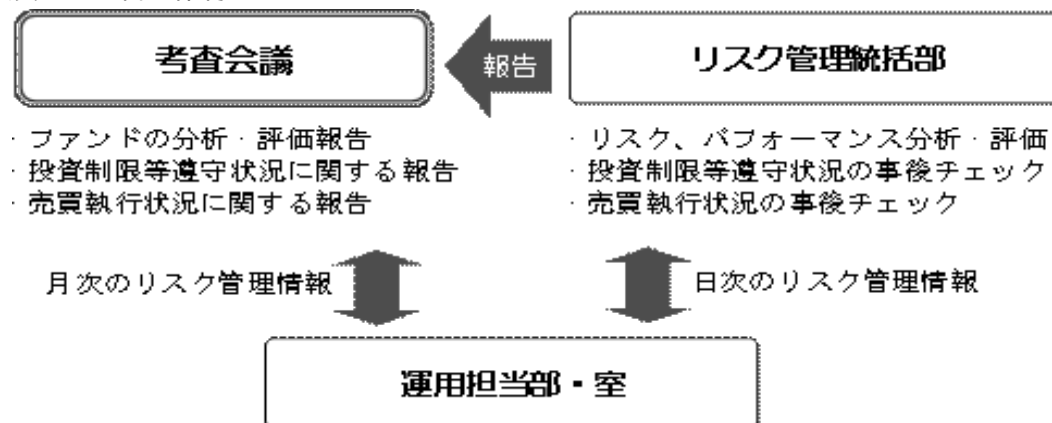 考査会議
報告
リスク管理統括部
・ファンドの分析・評価報告
・投資制限等遵守状況に関する報告
・売買執行状況に関する報告
・リスク、パフォーマンス分析・評価
・投資制限等遵守状況の事後チェック
・売買執行状況の事後チェック
月次のリスク管理情報
日次のリスク管理情報
運用担当部・室